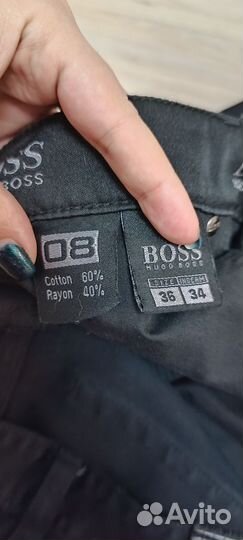 OSS
BOSS
08
Cotton 60%
Rayon 40%
BOSS
HUGO BOSS
SIZE INSEAM
36 34
Avito